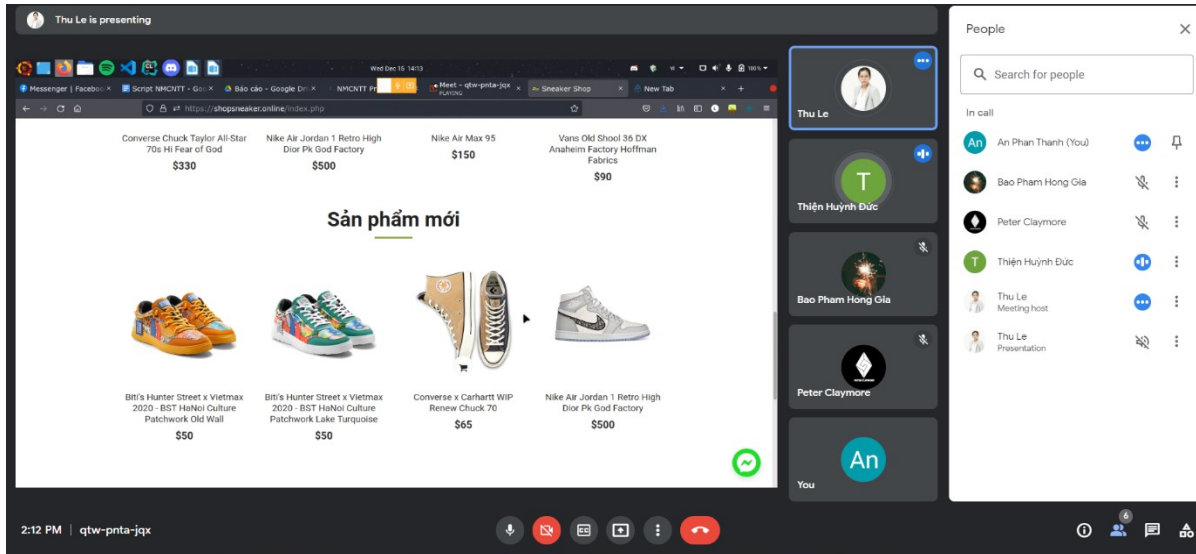 Thu Le is presenting
Wed Dec 15 14:13
vi
100%
Messenger | Faceboo
Script NMCNTT - Goo
Báo cáo - Google Dri
NMCNTT Pr
Meet - qtw-pnta-jqx
PLAYING
Sneaker Shop
New Tab
https://shopsneaker.online/index.php
Converse Chuck Taylor All-Star
70s Hi Fear of God
$330
Nike Air Jordan 1 Retro High
Dior Pk God Factory
$500
Nike Air Max 95
$150
Vans Old Shool 36 DX
Anaheim Factory Hoffman
Fabrics
$90
Sản phẩm mới
Biti's Hunter Street x Vietmax
2020 - BST HaNoi Culture
Patchwork Old Wall
$50
Biti's Hunter Street x Vietmax
2020 - BST HaNoi Culture
Patchwork Lake Turquoise
$50
Converse x Carhartt WIP
Renew Chuck 70
$65
Nike Air Jordan 1 Retro High
Dior Pk God Factory
$500
Thu Le
T
Thiện Huỳnh Đức
Bao Pham Hong Gia
Peter Claymore
An
You
People
Search for people
In call
An
An Phan Thanh (You)
Bao Pham Hong Gia
Peter Claymore
T
Thiện Huỳnh Đức
Thu Le
Meeting host
Thu Le
Presentation
2:12 PM | qtw-pnta-jqx
CC
6